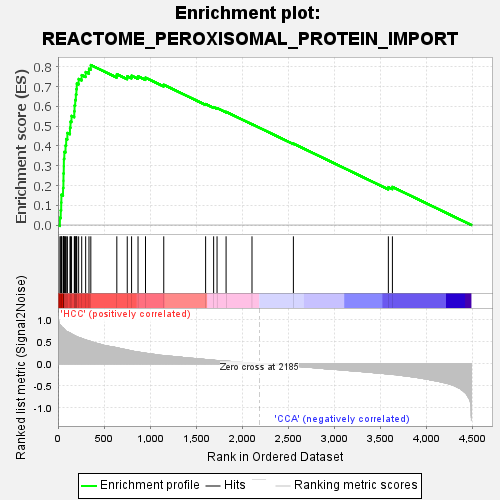 Enrichment plot:
REACTOME_PEROXISOMAL_PROTEIN_IMPORT
Enrichment score (ES)
0.8
0.7
0.6
0.5
0.4
0.3
0.2
0.1
0.0
Ranked list metric (Signal2Noise)
1.0
0.5
0.0
-0.5
-1.0
'HCC' (positively correlated)
Zero cross at 2185
'CCA' (negatively correlated)
0 500 1,000 1,500 2,000 2,500 3,000 3,500 4,000 4,500
Rank in Ordered Dataset
Enrichment profile Hits Ranking metric scores